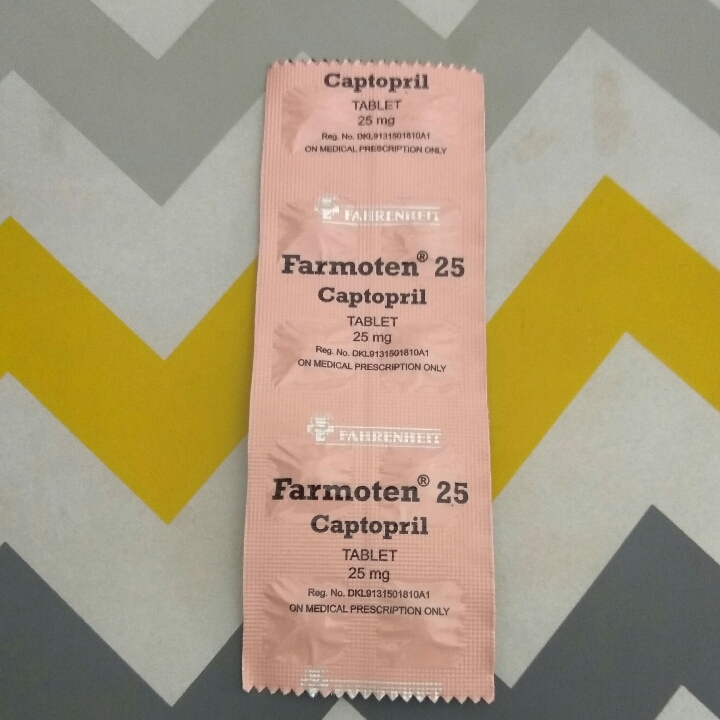 Captopril
TABLET
25 mg
Reg. No. DKL9131501810A1
ON MEDICAL PRESCRIPTION ONLY
FAHRENHEIT
Farmoten® 25
Captopril
TABLET
25 mg
Reg. No. DKL9131501810A1
ON MEDICAL PRESCRIPTION ONLY
FAHRENHEIT
Farmoten® 25
Captopril
TABLET
25 mg
Reg. No. DKL9131501810A1
ON MEDICAL PRESCRIPTION ONLY